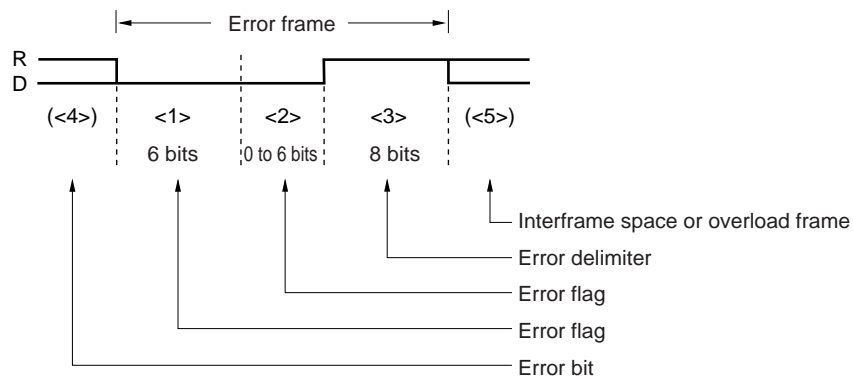 Error frame
R
D
(<4>) <1> <2> <3> (<5>)
6 bits 0 to 6 bits 8 bits
Interframe space or overload frame
Error delimiter
Error flag
Error flag
Error bit